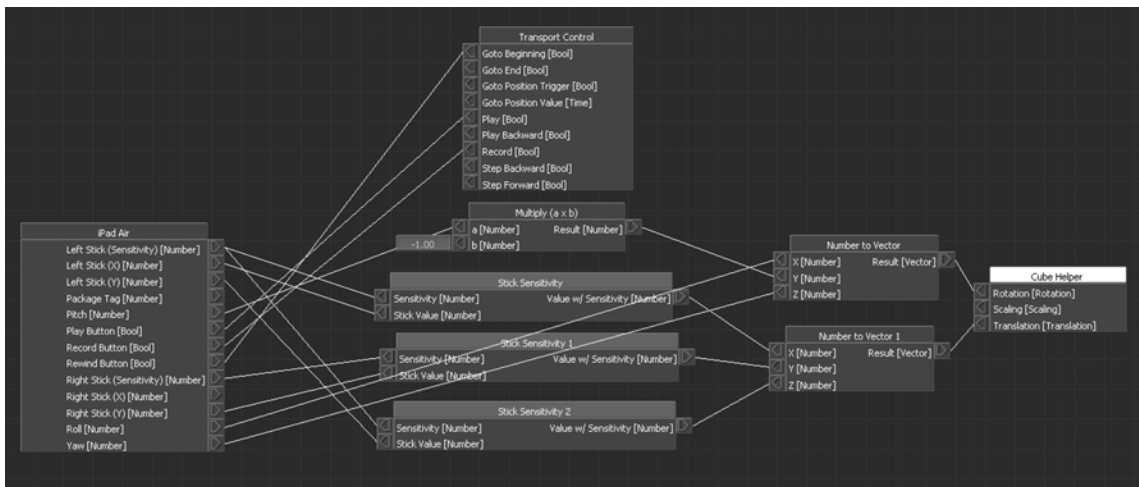 Transport Control
Goto Beginning [Bool]
Goto End [Bool]
Goto Position Trigger [Bool]
Goto Position Value [Time]
Play [Bool]
Play Backward [Bool]
Record [Bool]
Step Backward [Bool]
Step Forward [Bool]
Multiply (a x b)
a [Number] Result [Number]
-1.00 b [Number]
iPad Air
Left Stick (Sensitivity) [Number]
Left Stick (X) [Number]
Left Stick (Y) [Number]
Package Tag [Number]
Pitch [Number]
Play Button [Bool]
Record Button [Bool]
Rewind Button [Bool]
Right Stick (Sensitivity) [Number]
Right Stick (X) [Number]
Right Stick (Y) [Number]
Roll [Number]
Yaw [Number]
Stick Sensitivity
Sensitivity [Number] Value w/ Sensitivity [Number]
Stick Value [Number]
Stick Sensitivity 1
Sensitivity [Number] Value w/ Sensitivity [Number]
Stick Value [Number]
Stick Sensitivity 2
Sensitivity [Number] Value w/ Sensitivity [Number]
Stick Value [Number]
Number to Vector
X [Number] Result [Vector]
Y [Number]
Z [Number]
Number to Vector 1
X [Number] Result [Vector]
Y [Number]
Z [Number]
Cube Helper
Rotation [Rotation]
Scaling [Scaling]
Translation [Translation]